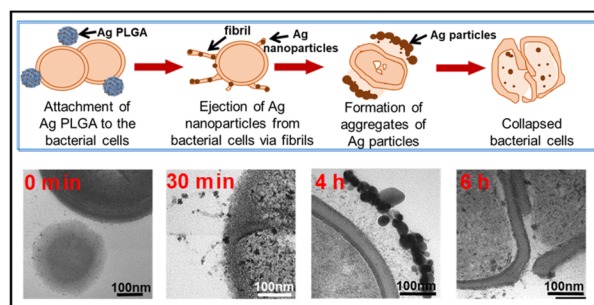 Ag PLGA
fibril
Ag
nanoparticles
Ag particles
Attachment of
Ag PLGA to the
bacterial cells
Ejection of Ag
nanoparticles from
bacterial cells via fibrils
Formation of
aggregates of
Ag particles
Collapsed
bacterial cells
0 min
30 min
4 h
6 h
100nm
100nm
100nm
100nm